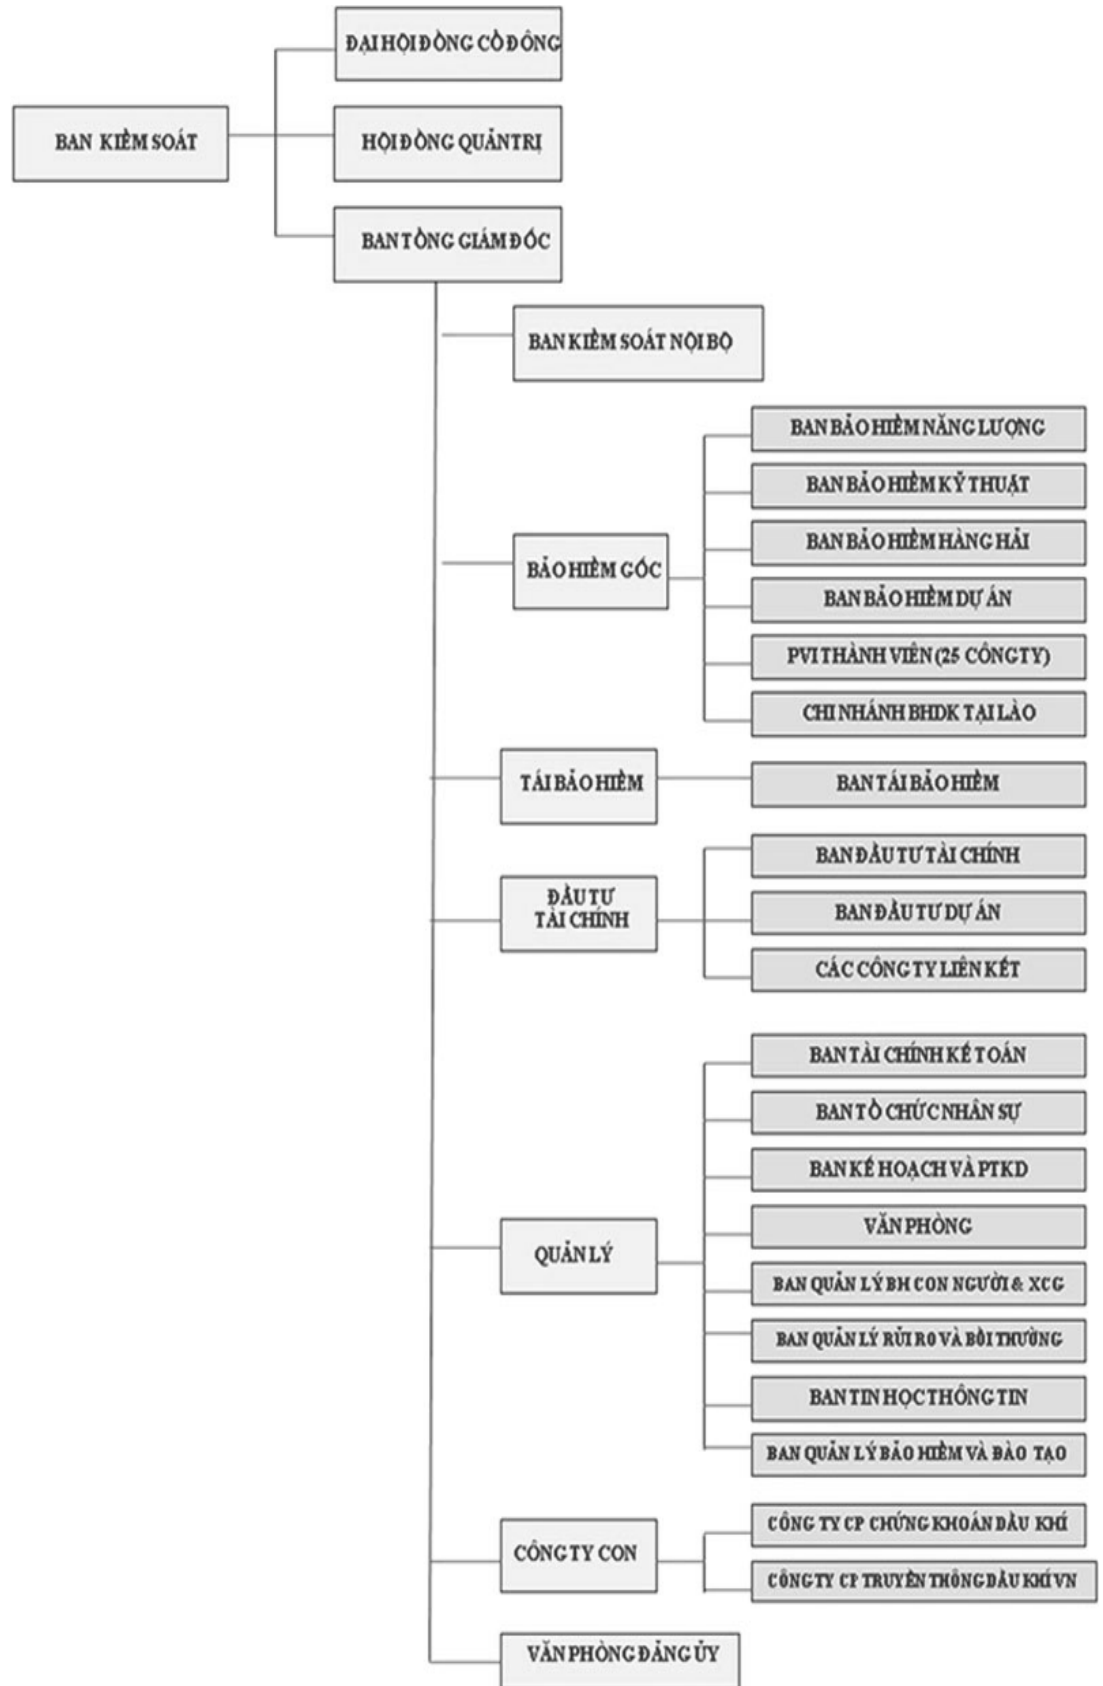 ĐẠI HỘI ĐỒNG CỔ ĐÔNG
BAN KIỂM SOÁT
HỘI ĐỒNG QUẢN TRỊ
BAN TỔNG GIÁM ĐỐC
BAN KIỂM SOÁT NỘI BỘ
BAN BẢO HIỂM NĂNG LƯỢNG
BAN BẢO HIỂM KỸ THUẬT
BAN BẢO HIỂM HÀNG HẢI
BẢO HIỂM GỐC
BAN BẢO HIỂM DỰ ÁN
PVI THÀNH VIÊN (25 CÔNG TY)
CHI NHÁNH BHDK TẠI LÀO
TÁI BẢO HIỂM
BAN TÁI BẢO HIỂM
BAN ĐẦU TƯ TÀI CHÍNH
ĐẦU TƯ
TÀI CHÍNH
BAN ĐẦU TƯ DỰ ÁN
CÁC CÔNG TY LIÊN KẾT
BAN TÀI CHÍNH KẾ TOÁN
BAN TỔ CHỨC NHÂN SỰ
BAN KẾ HOẠCH VÀ PTKD
VĂN PHÒNG
QUẢN LÝ
BAN QUẢN LÝ BH CON NGƯỜI & XCG
BAN QUẢN LÝ RỦI RO VÀ BỒI THƯỜNG
BAN TIN HỌC THÔNG TIN
BAN QUẢN LÝ BẢO HIỂM VÀ ĐÀO TẠO
CÔNG TY CP CHỨNG KHOÁN DẦU KHÍ
CÔNG TY CON
CÔNG TY CP TRUYỀN THÔNG DẦU KHÍ VN
VĂN PHÒNG ĐẢNG ỦY